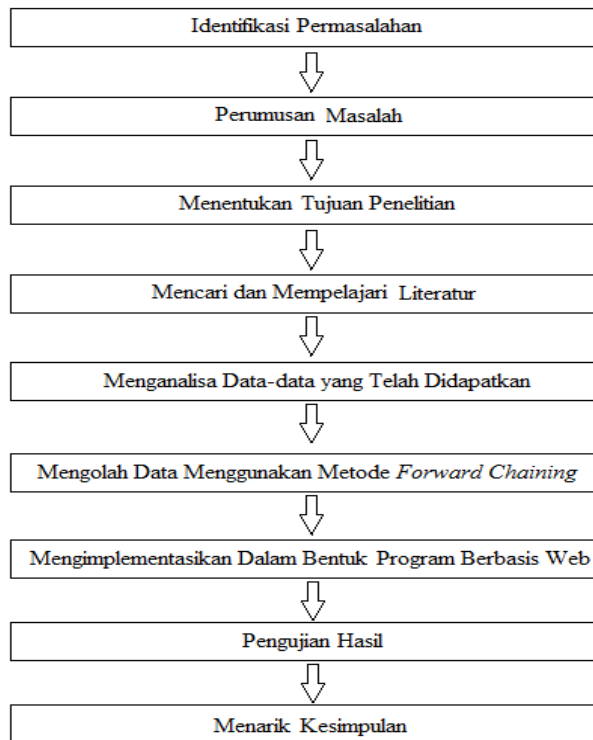 Identifikasi Permasalahan
Perumusan Masalah
Menentukan Tujuan Penelitian
Mencari dan Mempelajari Literatur
Menganalisa Data-data yang Telah Didapatkan
Mengolah Data Menggunakan Metode Forward Chaining
Mengimplementasikan Dalam Bentuk Program Berbasis Web
Pengujian Hasil
Menarik Kesimpulan